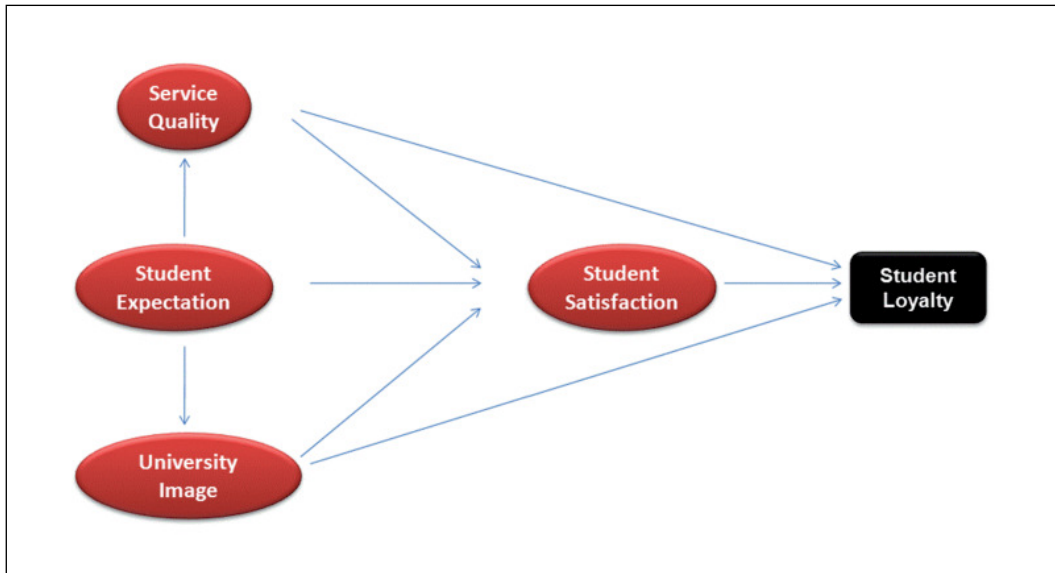 Service
Quality
Student
Expectation
Student
Satisfaction
Student
Loyalty
University
Image